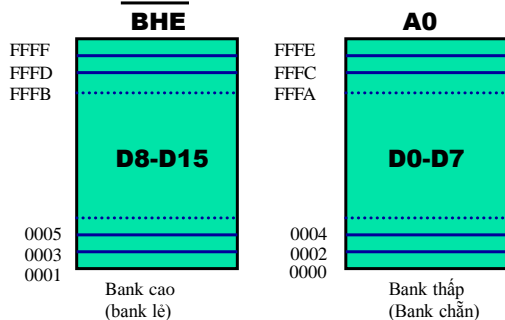 BHE A0
FFFF FFFE
FFFD FFFC
FFFB FFFA
D8-D15 D0-D7
0005 0004
0003 0002
0001 0000
Bank cao Bank thấp
(bank lẻ) (Bank chẵn)